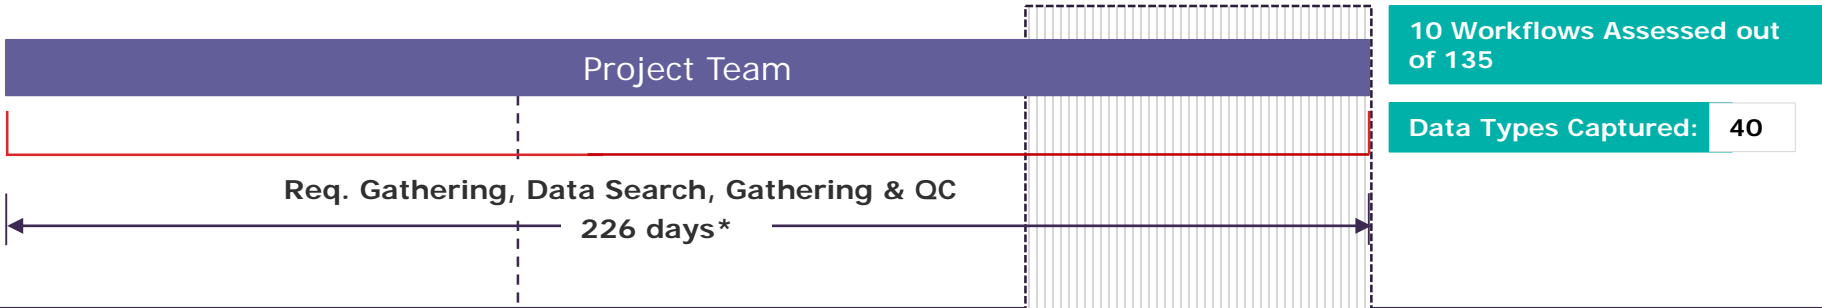 10 Workflows Assessed out
of 135
Project Team
Data Types Captured: 40
Req. Gathering, Data Search, Gathering & QC
226 days*